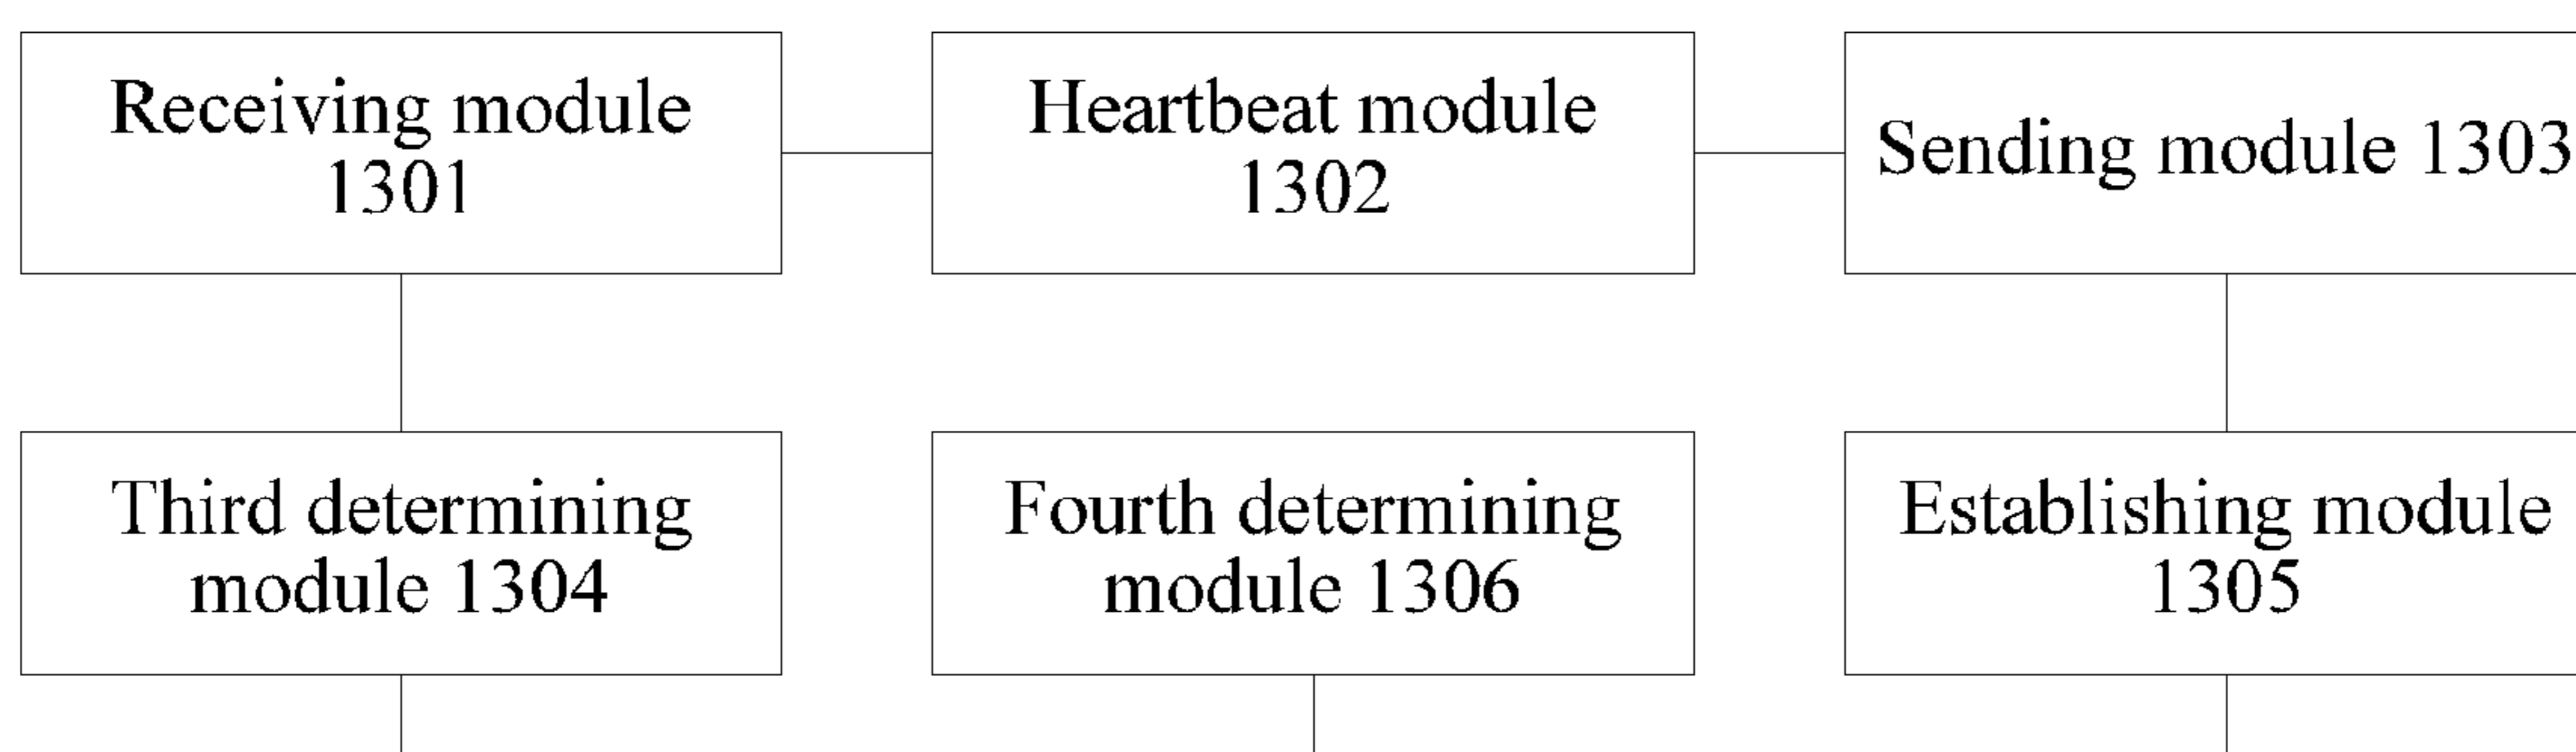 Receiving module
1301
Heartbeat module
1302
Sending module 1303
Third determining
module 1304
Fourth determining
module 1306
Establishing module
1305